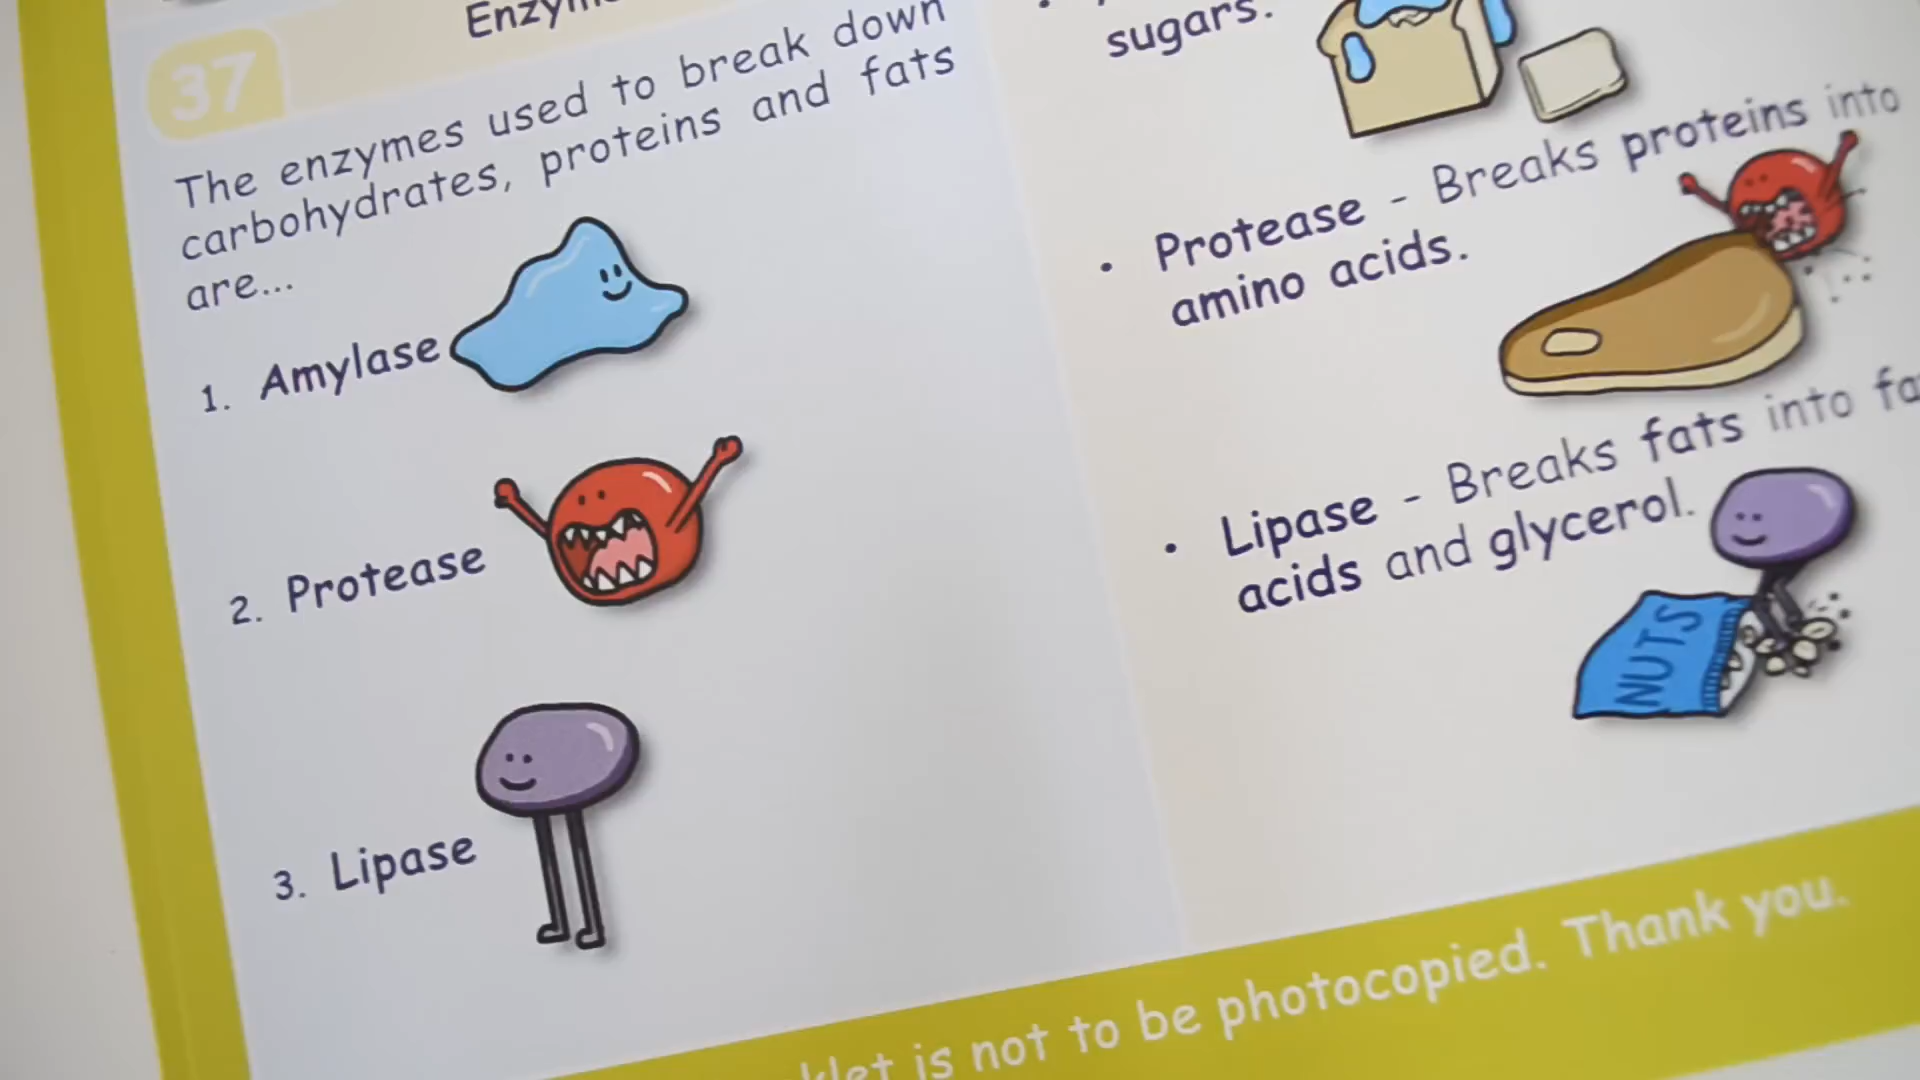 37
The enzymes used to break down
carbohydrates, proteins and fats
are...
1. Amylase
2. Protease
3. Lipase
sugars.
• Protease - Breaks proteins into
amino acids.
• Lipase - Breaks fats into
acids and glycerol.
NUTS
is not to be photocopied. Thank you.